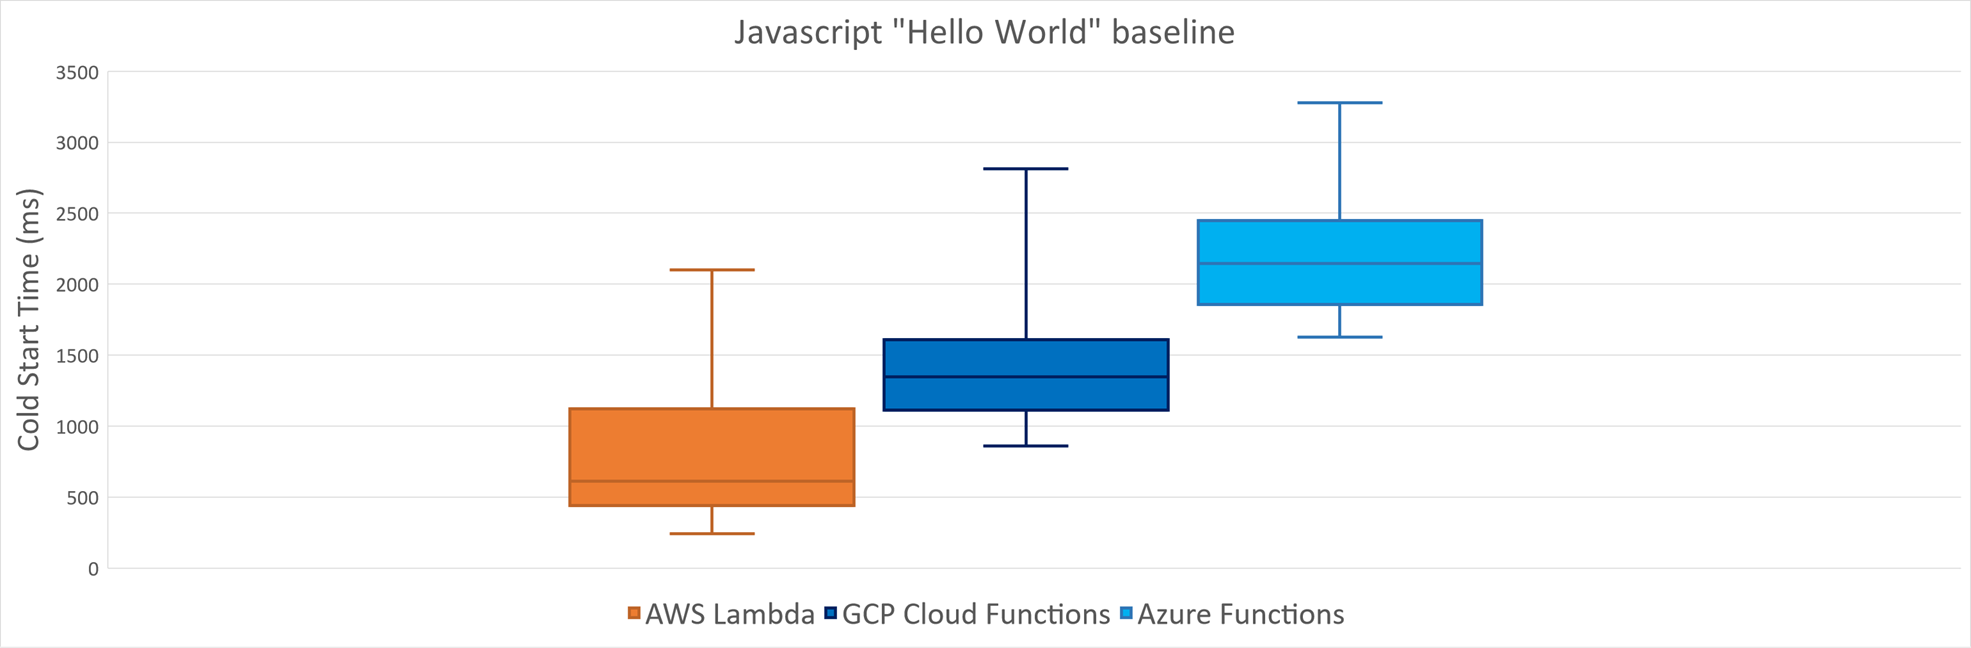 Javascript "Hello World" baseline
3500
3000
2500
2000
1500
1000
500
0
Cold Start Time (ms)
AWS Lambda GCP Cloud Functions Azure Functions